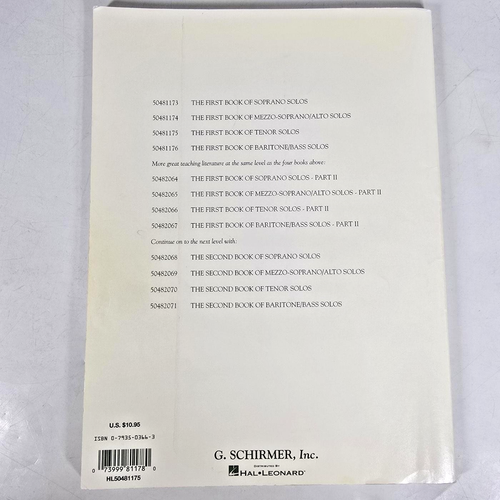 50481173 THE FIRST BOOK OF SOPRANO SOLOS
50481174 THE FIRST BOOK OF MEZZO-SOPRANO/ALTO SOLOS
50481175 THE FIRST BOOK OF TENOR SOLOS
50481176 THE FIRST BOOK OF BARITONE/BASS SOLOS
More great teaching literature at the same level as the four books above:
50482064 THE FIRST BOOK OF SOPRANO SOLOS - PART II
50482065 THE FIRST BOOK OF MEZZO-SOPRANO/ALTO SOLOS - PART II
50482066 THE FIRST BOOK OF TENOR SOLOS - PART II
50482067 THE FIRST BOOK OF BARITONE/BASS SOLOS - PART II
Continue on to the next level with:
50482068 THE SECOND BOOK OF SOPRANO SOLOS
50482069 THE SECOND BOOK OF MEZZO-SOPRANO/ALTO SOLOS
50482070 THE SECOND BOOK OF TENOR SOLOS
50482071 THE SECOND BOOK OF BARITONE/BASS SOLOS
U.S. $10.95
ISBN 0-7935-0366-3
0 73999 81178 0
HL50481175
G. SCHIRMER, Inc.
DISTRIBUTED BY
HAL•LEONARD®